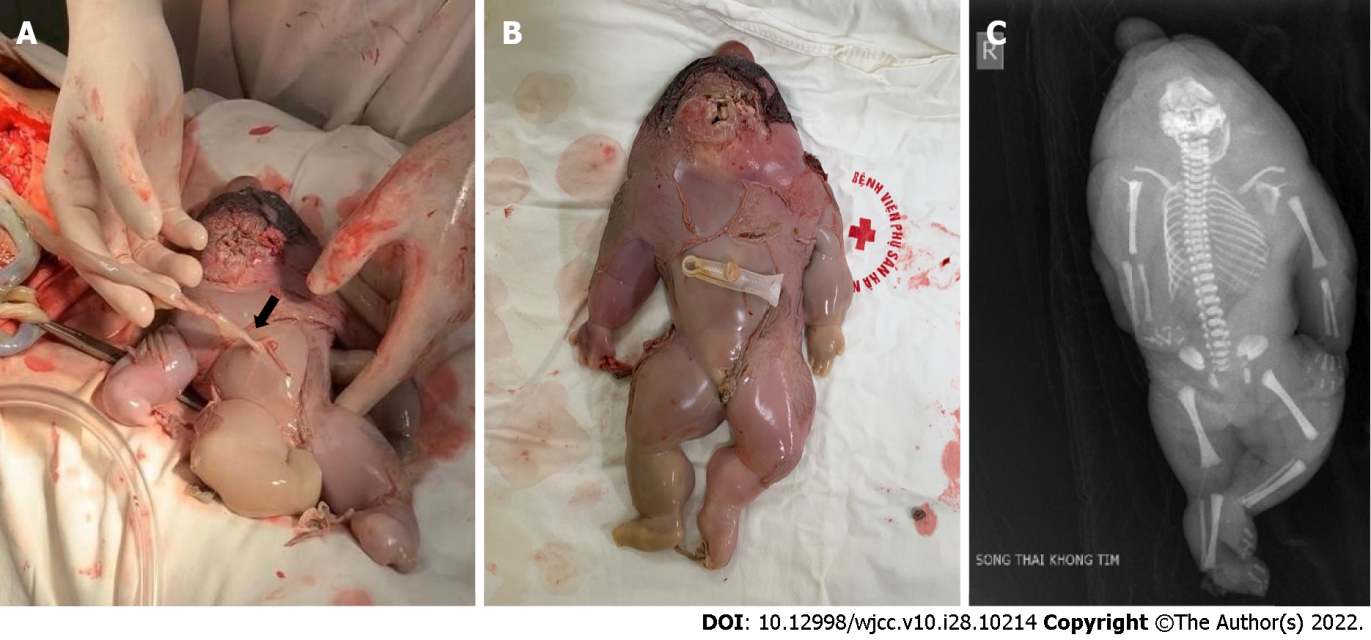 A
B
C
R
BỆNH VIỆN PHỤ SẢN HÀ N
SONG THAI KHONG TIM
DOI: 10.12998/wjcc.v10.i28.10214 Copyright ©The Author(s) 2022.